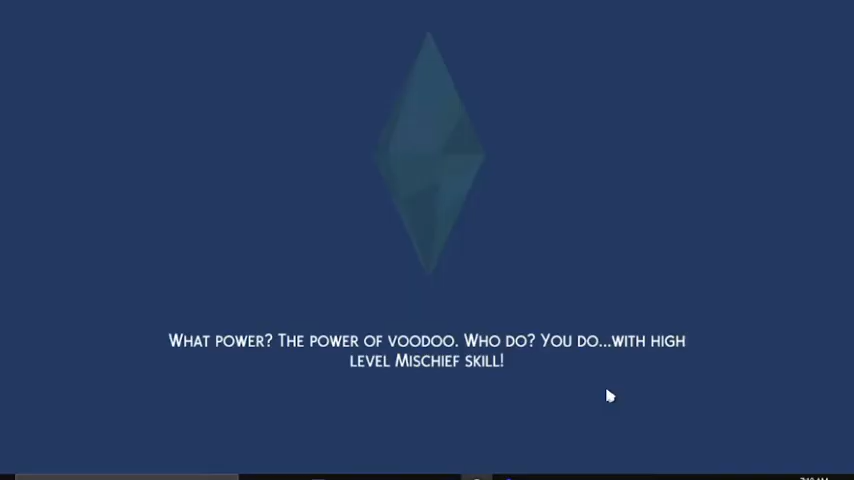 What power? The power of voodoo. Who do? You do...with high
level Mischief skill!